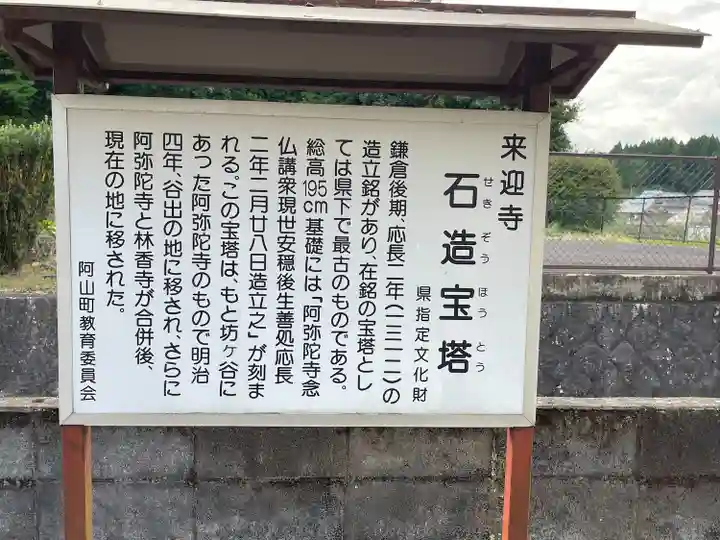 来迎寺
石造宝塔
せきぞうほうとう
県指定文化財
鎌倉後期、応長二年(一三一二)の
造立銘があり、在銘の宝塔とし
ては県下で最古のものである。
総高195cm基礎には「阿弥陀寺念
仏講衆現世安穏後生善処応長
二年二月廿八日造立之」が刻ま
れる。この宝塔は、もと坊ヶ谷に
あった阿弥陀寺のもので明治
四年、谷出の地に移され、さらに
阿弥陀寺と林香寺が合併後、
現在の地に移された。
阿山町教育委員会